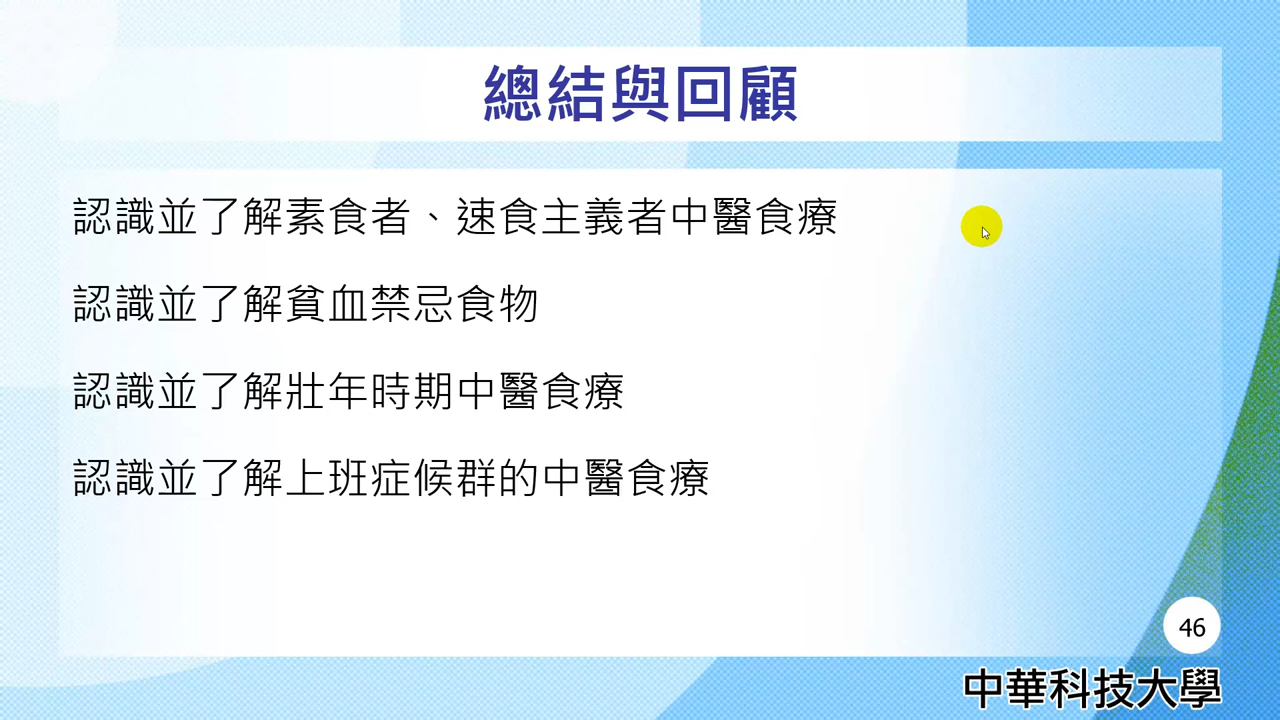 總結與回顧
認識並了解素食者、速食主義者中醫食療
認識並了解貧血禁忌食物
認識並了解壯年時期中醫食療
認識並了解上班症候群的中醫食療
46
中華科技大學